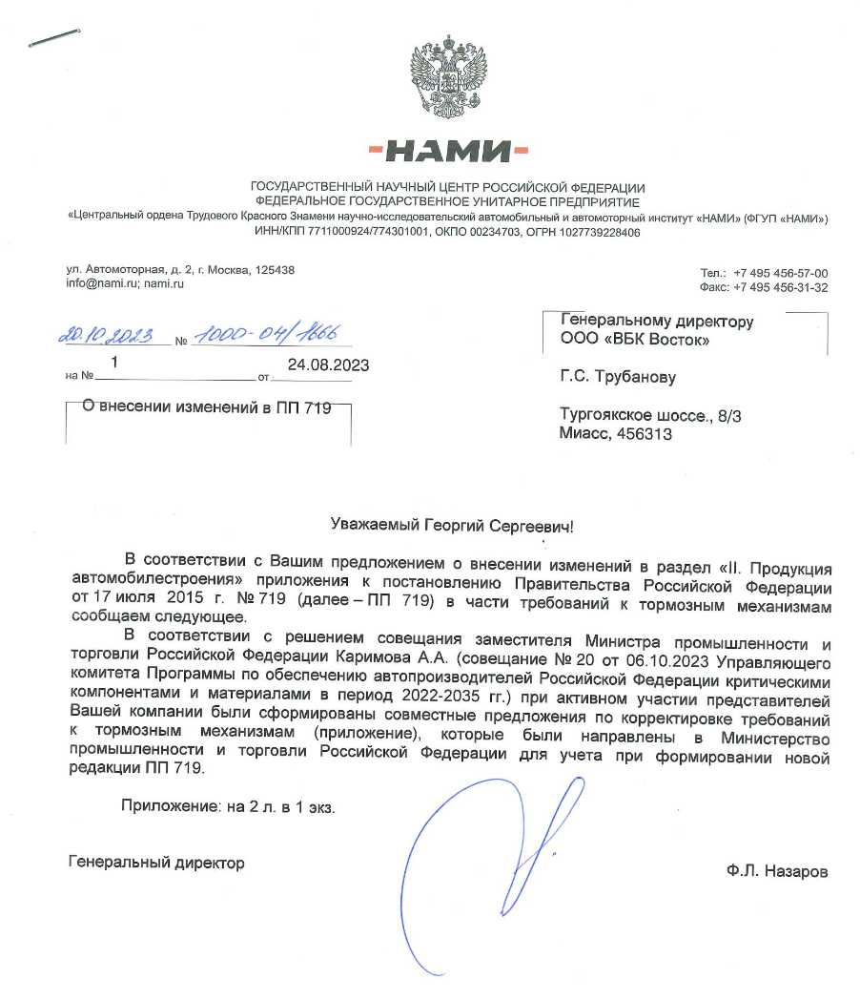 -НАМИ-
ГОСУДАРСТВЕННЫЙ НАУЧНЫЙ ЦЕНТР РОССИЙСКОЙ ФЕДЕРАЦИИ
ФЕДЕРАЛЬНОЕ ГОСУДАРСТВЕННОЕ УНИТАРНОЕ ПРЕДПРИЯТИЕ
«Центральный ордена Трудового Красного Знамени научно-исследовательский автомобильный и автомоторный институт «НАМИ» (ФГУП «НАМИ»)
ИНН/КПП 7711000924/774301001, ОКПО 00234703, ОГРН 1027739228406
ул. Автомоторная, д. 2, г. Москва, 125438
info@nami.ru; nami.ru
Тел.: +7 495 456-57-00
Факс: +7 495 456-31-32
20.10.2023 № 1000-04/1666
на № 1 от 24.08.2023
О внесении изменений в ПП 719
Генеральному директору
ООО «ВБК Восток»
Г.С. Трубанову
Тургоякское шоссе., 8/3
Миасс, 456313
Уважаемый Георгий Сергеевич!
В соответствии с Вашим предложением о внесении изменений в раздел «II. Продукция
автомобилестроения» приложения к постановлению Правительства Российской Федерации
от 17 июля 2015 г. № 719 (далее – ПП 719) в части требований к тормозным механизмам
сообщаем следующее.
В соответствии с решением совещания заместителя Министра промышленности и
торговли Российской Федерации Каримова А.А. (совещание № 20 от 06.10.2023 Управляющего
комитета Программы по обеспечению автопроизводителей Российской Федерации критическими
компонентами и материалами в период 2022-2035 гг.) при активном участии представителей
Вашей компании были сформированы совместные предложения по корректировке требований
к тормозным механизмам (приложение), которые были направлены в Министерство
промышленности и торговли Российской Федерации для учета при формировании новой
редакции ПП 719.
Приложение: на 2 л. в 1 экз.
Генеральный директор
Ф.Л. Назаров